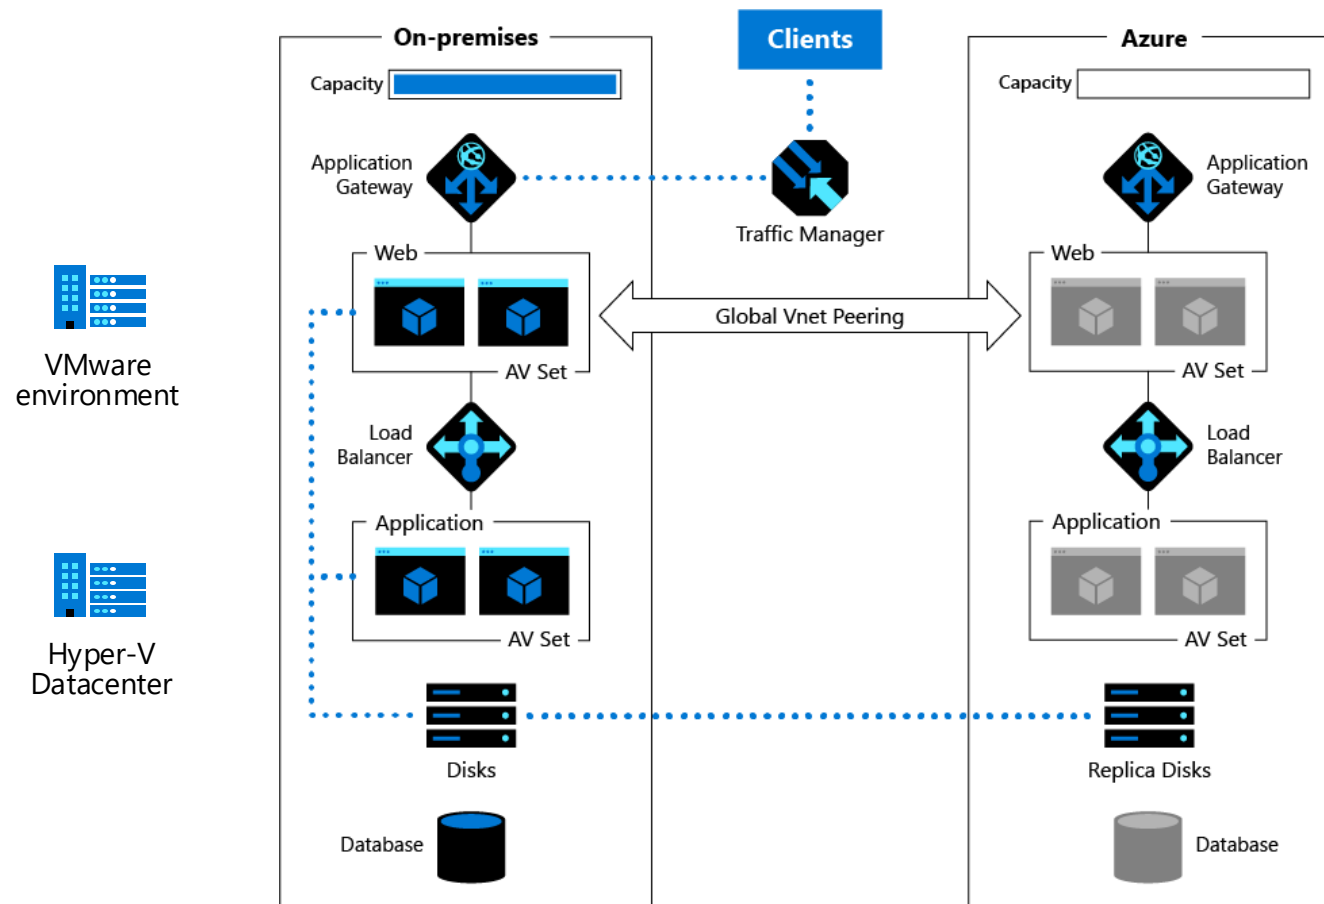 On-premises
Clients
Azure
Capacity
Capacity
Application
Gateway
Traffic Manager
Application
Gateway
Web
Web
VMware
environment
Global Vnet Peering
AV Set
AV Set
Load
Balancer
Load
Balancer
Application
Application
Hyper-V
Datacenter
AV Set
AV Set
Disks
Replica Disks
Database
Database